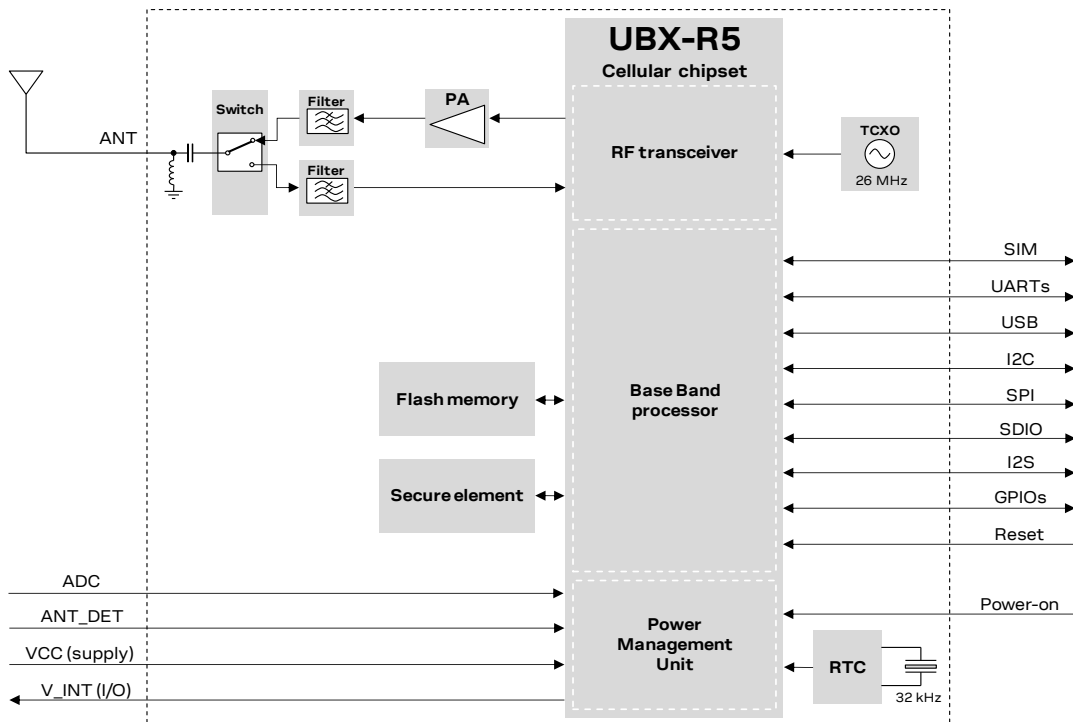 UBX-R5
Cellular chipset
Switch
Filter
PA
ANT
Filter
RF transceiver
TCXO
26 MHz
SIM
UARTs
USB
I2C
SPI
SDIO
I2S
GPIOs
Reset
Flash memory
Base Band
processor
Secure element
ADC
ANT_DET
VCC (supply)
V_INT (I/O)
Power
Management
Unit
Power-on
RTC
32 kHz